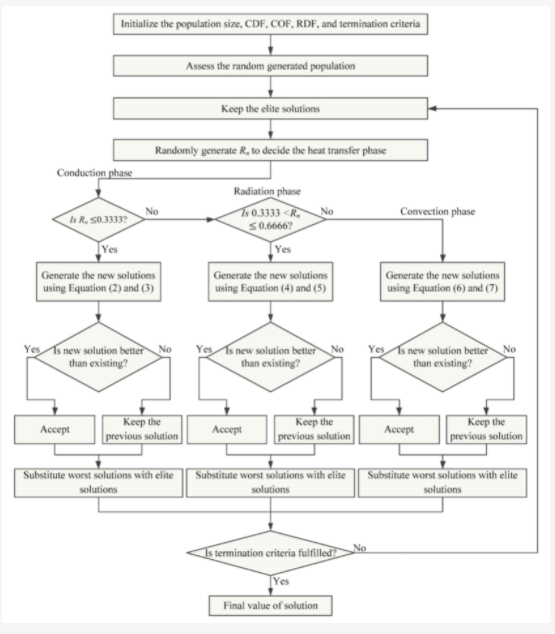 Initialize the population size, CDF, COF, RDF, and termination criteria
Assess the random generated population
Keep the elite solutions
Randomly generate Rn to decide the heat transfer phase
Conduction phase
Radiation phase
Convection phase
Is Rn ≤0.3333?
No
Is 0.3333 <Rn
≤ 0.6666?
No
Yes
Yes
Generate the new solutions
using Equation (2) and (3)
Generate the new solutions
using Equation (4) and (5)
Generate the new solutions
using Equation (6) and (7)
Yes
Is new solution better
than existing?
No
Yes
Is new solution better
than existing?
No
Yes
Is new solution better
than existing?
No
Accept
Keep the
previous solution
Accept
Keep the
previous solution
Accept
Keep the
previous solution
Substitute worst solutions with elite
solutions
Substitute worst solutions with elite
solutions
Substitute worst solutions with elite
solutions
Is termination criteria fulfilled?
No
Yes
Final value of solution